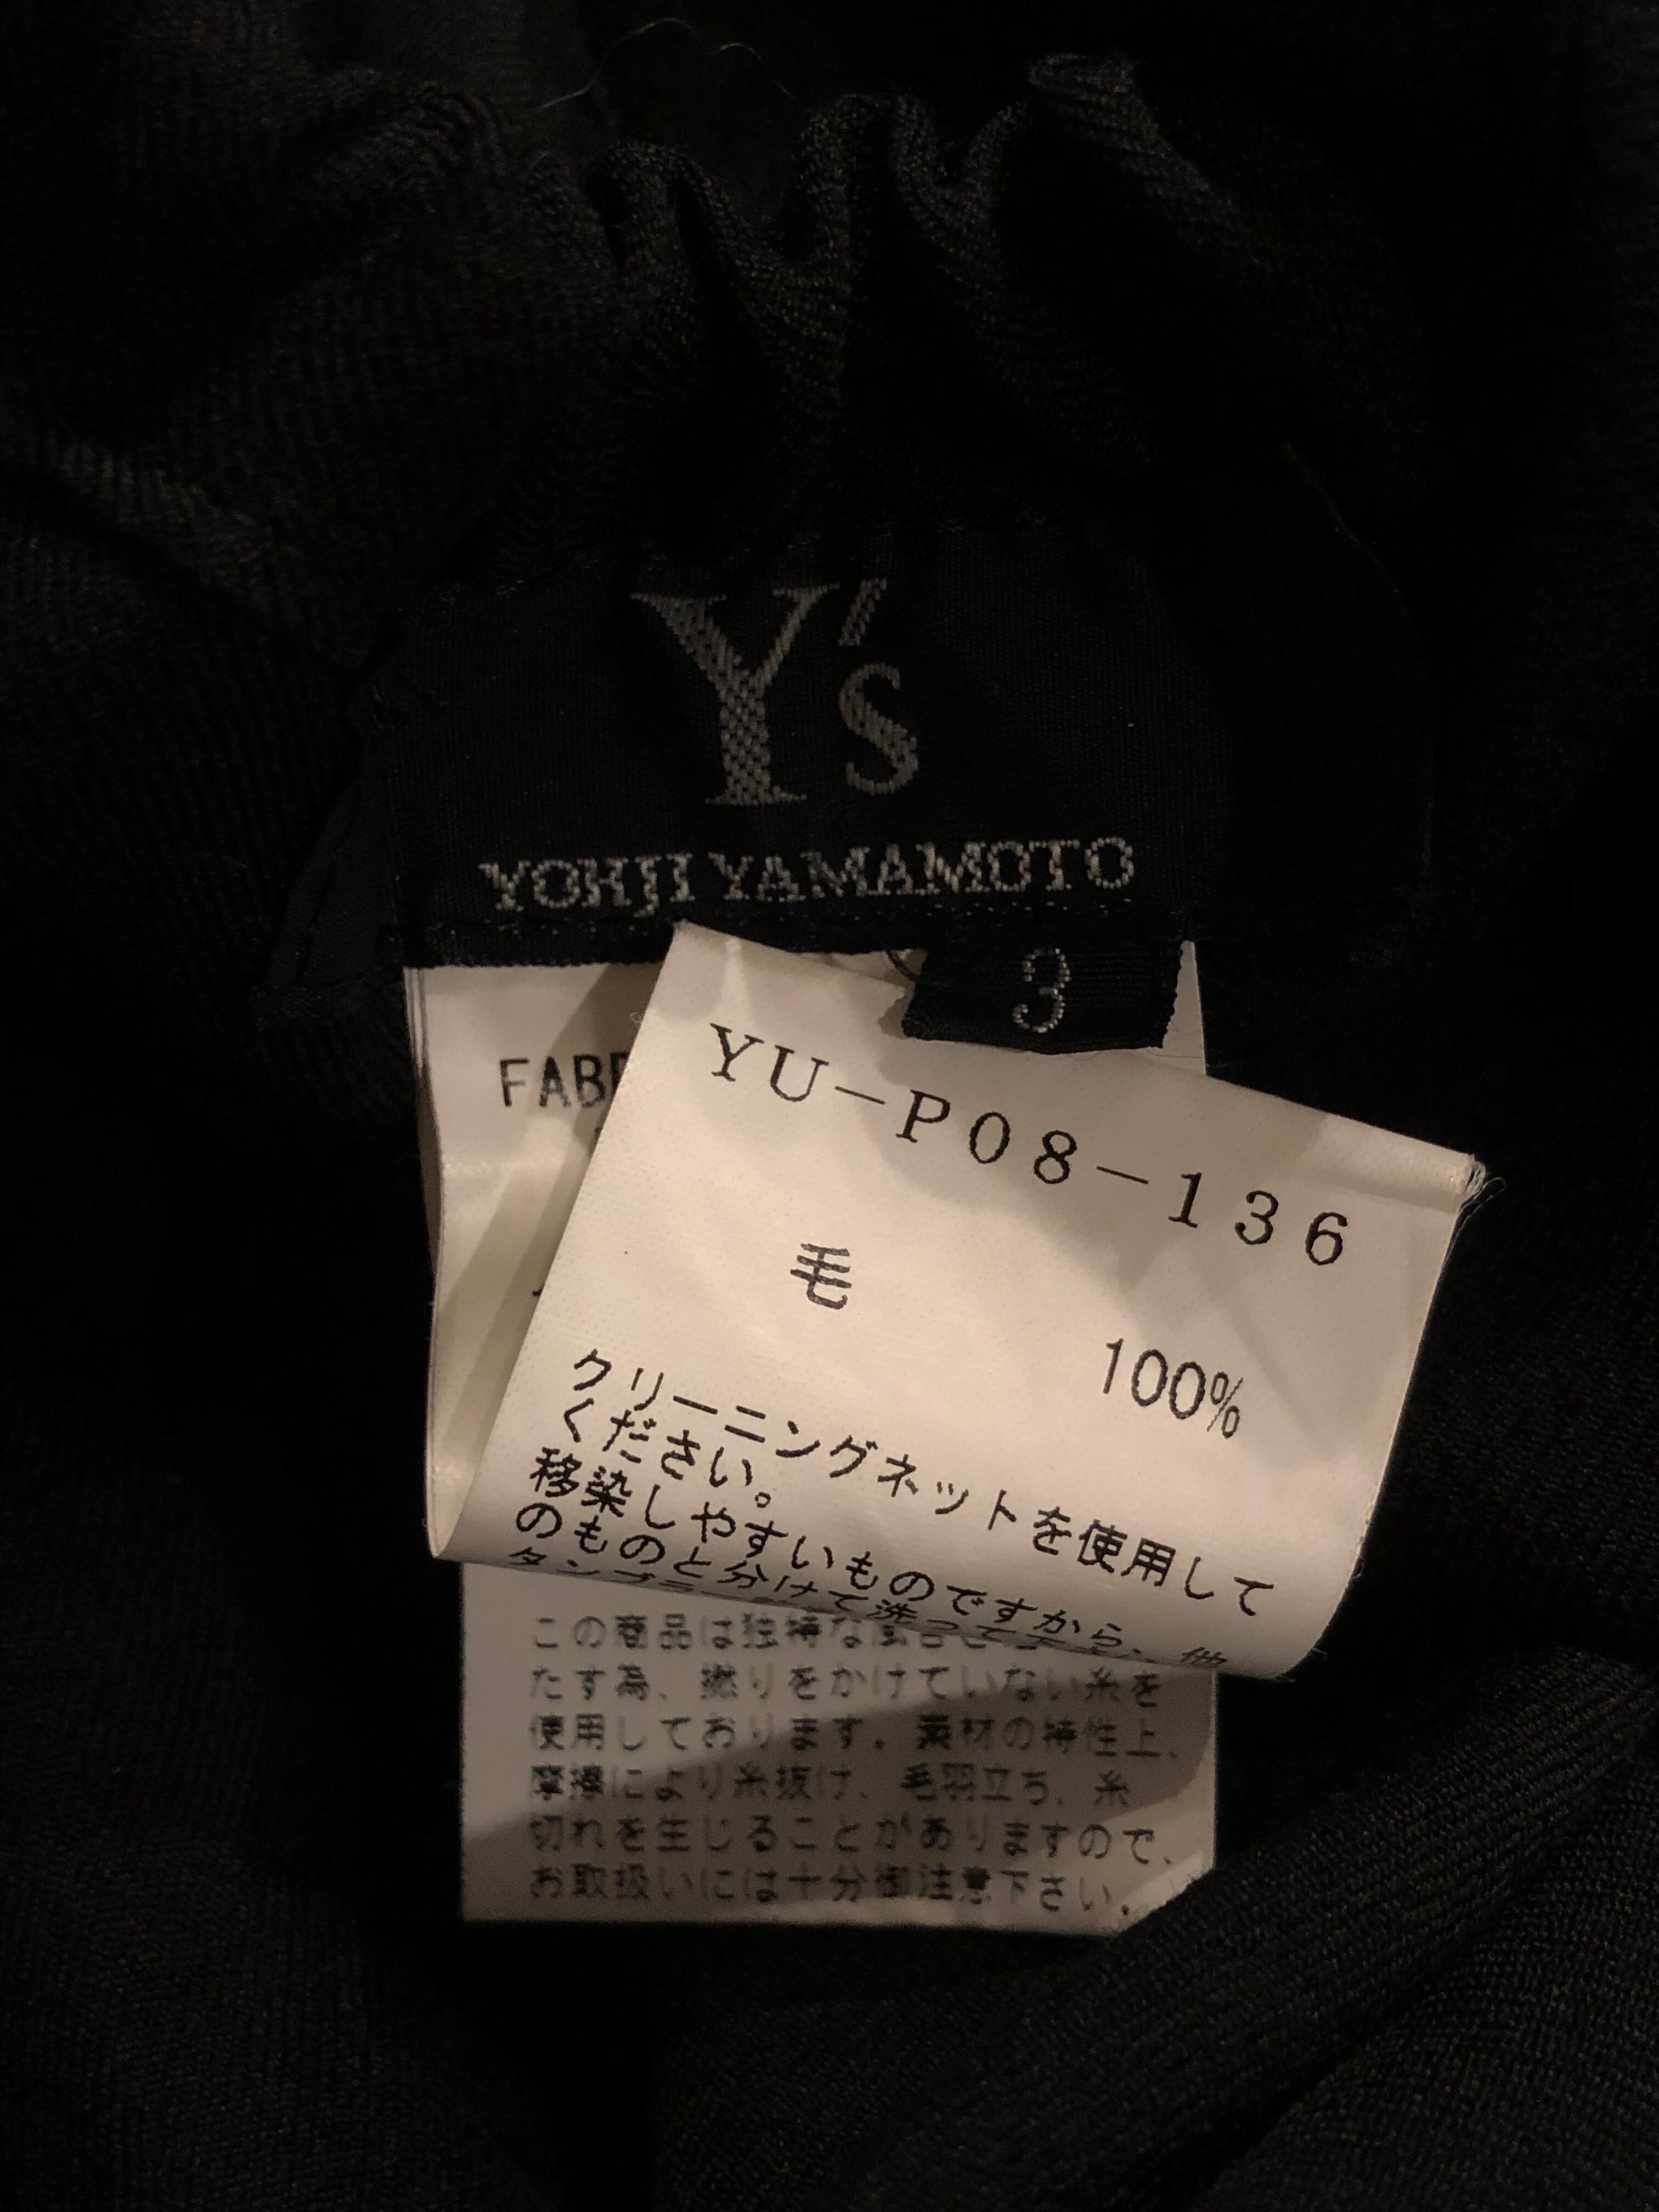 Y's
YOHJI YAMAMOTO
3
YU-P08-136
毛
100%
クリーニングネットを使用して
ください。
移染しやすいものですから、他
のものと分けて洗って
この商品は独特な風合
たす為、撚りをかけていない糸を
使用しております。素材の特性上、
摩擦により糸抜け、毛羽立ち、糸
切れを生じることがありますので、
お取扱いには十分御注意下さい。